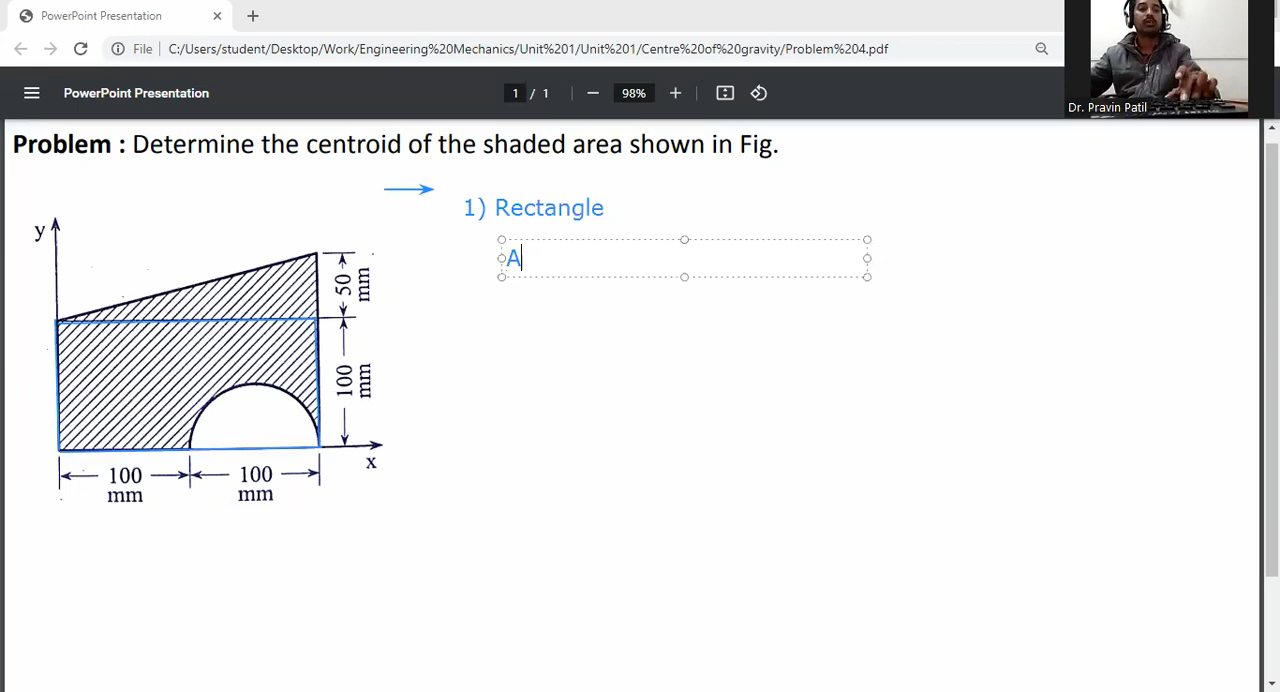 PowerPoint Presentation
File C:/Users/student/Desktop/Work/Engineering%20Mechanics/Unit%201/Unit%201/Centre%20of%20gravity/Problem%204.pdf
PowerPoint Presentation
1 / 1
98%
Dr. Pravin Patil
Problem : Determine the centroid of the shaded area shown in Fig.
1) Rectangle
A
y
50
mm
100
mm
x
100
mm
100
mm